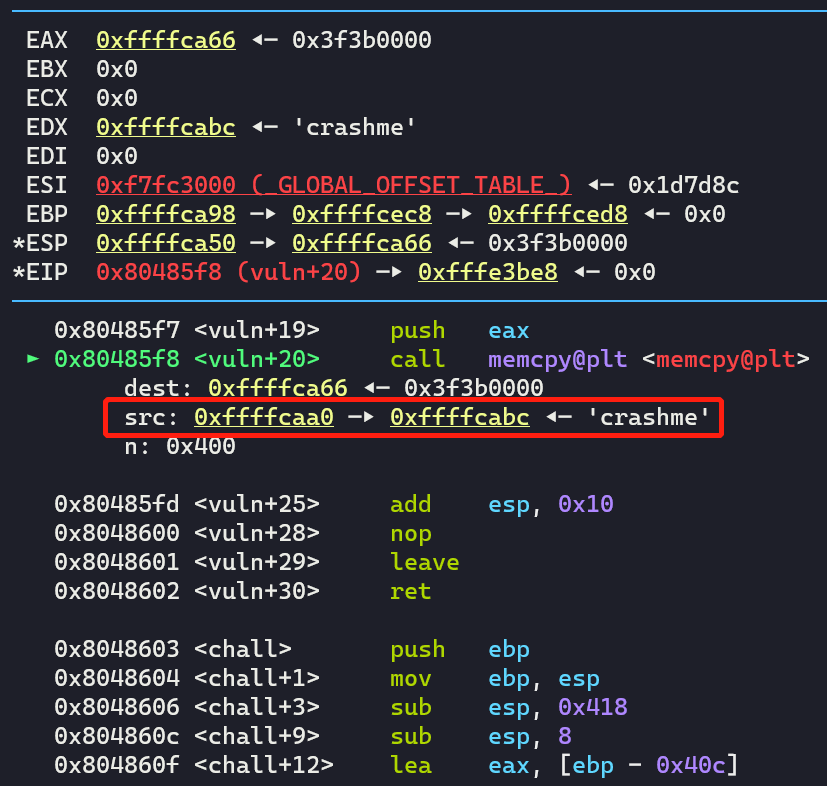 EAX 0xffffca66 ◂— 0x3f3b0000
EBX 0x0
ECX 0x0
EDX 0xffffcabc ◂— 'crashme'
EDI 0x0
ESI 0xf7fc3000 (_GLOBAL_OFFSET_TABLE_) ◂— 0x1d7d8c
EBP 0xffffca98 —▸ 0xffffcec8 —▸ 0xffffced8 ◂— 0x0
*ESP 0xffffca50 —▸ 0xffffca66 ◂— 0x3f3b0000
*EIP 0x80485f8 (vuln+20) —▸ 0xfffe3be8 ◂— 0x0
0x80485f7 <vuln+19> push eax
► 0x80485f8 <vuln+20> call memcpy@plt <memcpy@plt>
dest: 0xffffca66 ◂— 0x3f3b0000
src: 0xffffcaa0 —▸ 0xffffcabc ◂— 'crashme'
n: 0x400
0x80485fd <vuln+25> add esp, 0x10
0x8048600 <vuln+28> nop
0x8048601 <vuln+29> leave
0x8048602 <vuln+30> ret
0x8048603 <chall> push ebp
0x8048604 <chall+1> mov ebp, esp
0x8048606 <chall+3> sub esp, 0x418
0x804860c <chall+9> sub esp, 8
0x804860f <chall+12> lea eax, [ebp - 0x40c]